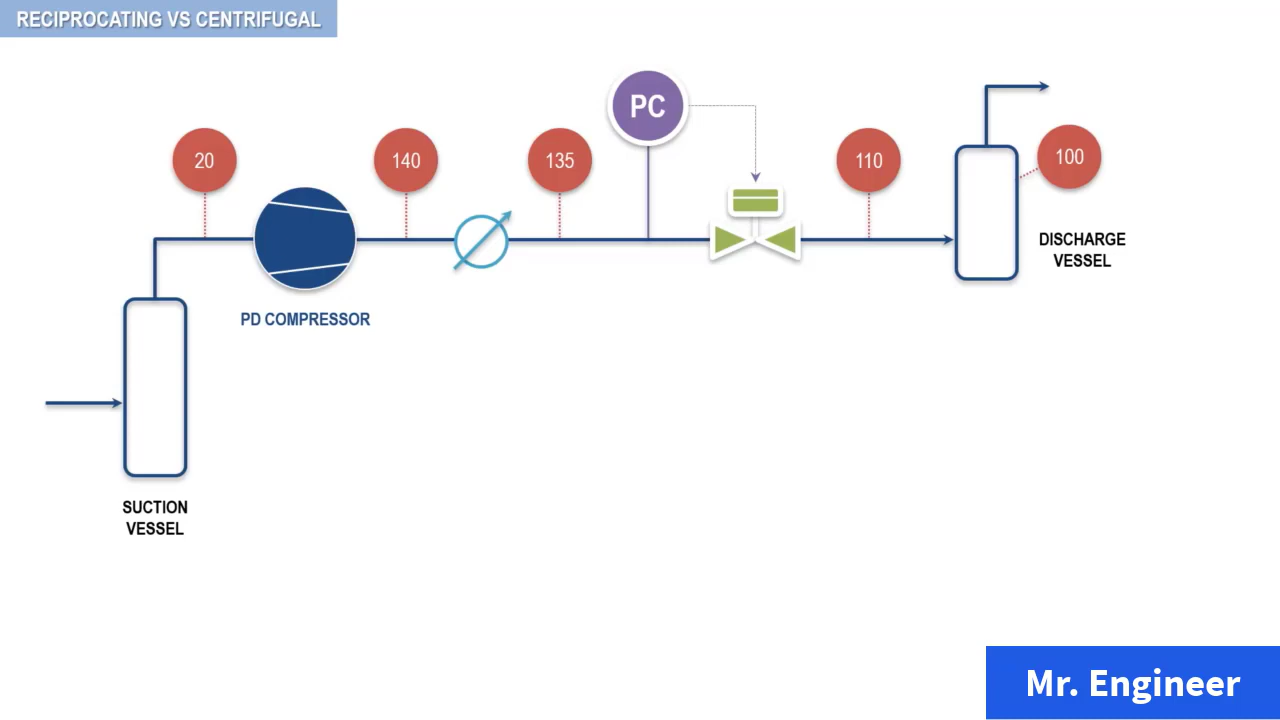 RECIPROCATING VS CENTRIFUGAL
PC
20
140
135
110
100
DISCHARGE
VESSEL
PD COMPRESSOR
SUCTION
VESSEL
Mr. Engineer